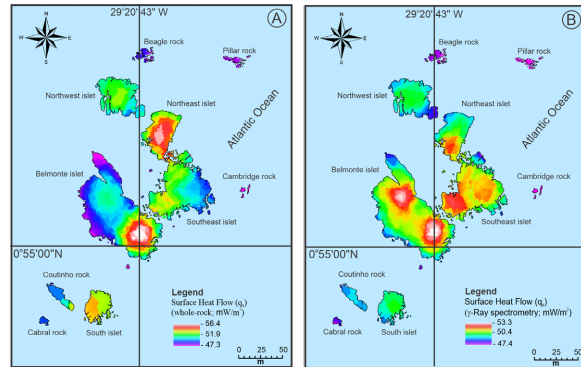 29°20' 43" W
A
N
W
E
S
Beagle rock
Pillar rock
Northwest islet
Northeast islet
Atlantic Ocean
Belmonte islet
Cambridge rock
Southeast islet
0°55'00"N
Coutinho rock
Cabral rock
South islet
Legend
Surface Heat Flow (qs)
(whole-rock; mW/m²)
- 56.4
- 51.9
- 47.3
0
25
50
m
29°20' 43" W
B
N
W
E
S
Beagle rock
Pillar rock
Northwest islet
Northeast islet
Atlantic Ocean
Belmonte islet
Cambridge rock
Southeast islet
0°55'00"N
Coutinho rock
Cabral rock
South islet
Legend
Surface Heat Flow (qs)
(γ-Ray spectrometry; mW/m²)
- 53.3
- 50.4
- 47.4
0
25
50
m